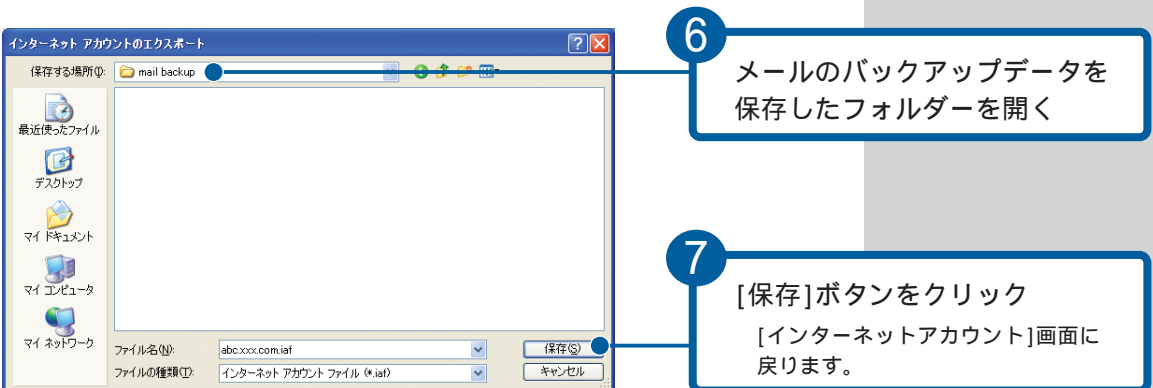 インターネット アカウントのエクスポート
保存する場所(I):
mail backup
最近使ったファイル
デスクトップ
マイ ドキュメント
マイ コンピュータ
マイ ネットワーク
ファイル名(N):
abc.xxx.com.iaf
保存(S)
ファイルの種類(T):
インターネット アカウント ファイル (*.iaf)
キャンセル
6
メールのバックアップデータを
保存したフォルダーを開く
7
[保存]ボタンをクリック
[インターネットアカウント]画面に
戻ります。